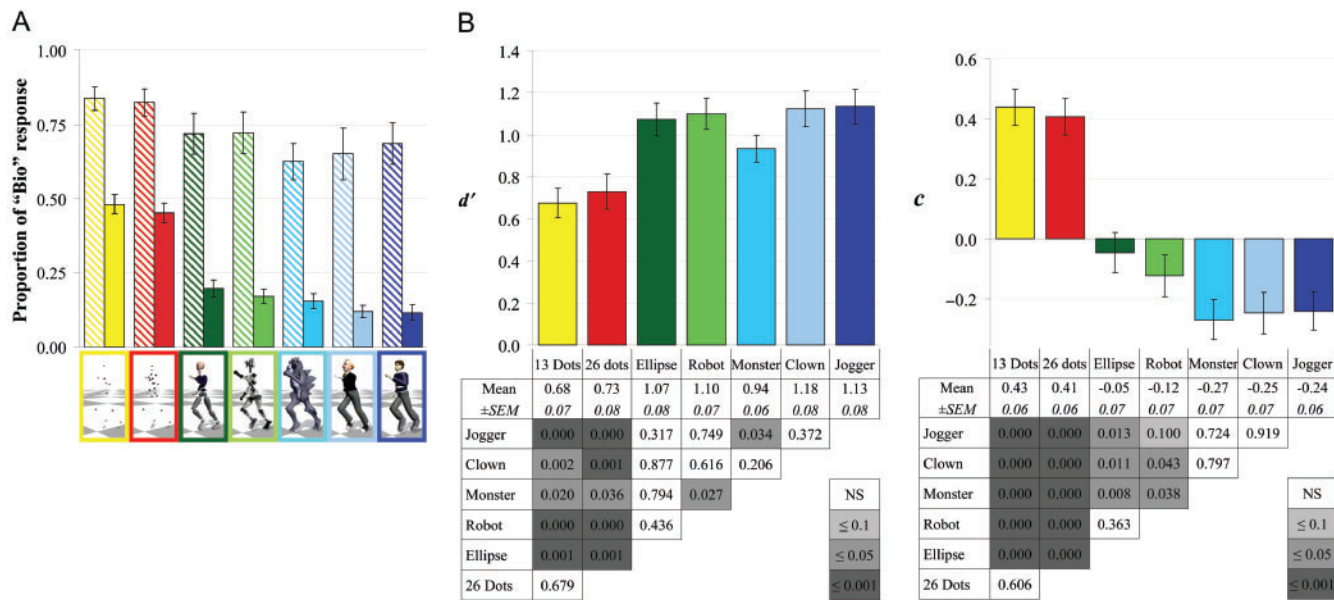 A
Proportion of “Bio” response
1.00
0.75
0.50
0.25
0.00
B
d′
1.4
1.2
1.0
0.8
0.6
0.4
0.2
0.0
13 Dots 26 dots Ellipse Robot Monster Clown Jogger
Mean 0.68 0.73 1.07 1.10 0.94 1.18 1.13
±SEM 0.07 0.08 0.08 0.07 0.06 0.08 0.08
Jogger 0.000 0.000 0.317 0.749 0.034 0.372
Clown 0.002 0.001 0.877 0.616 0.206
Monster 0.020 0.036 0.794 0.027 NS
Robot 0.000 0.000 0.436 ≤ 0.1
Ellipse 0.001 0.001 ≤ 0.05
26 Dots 0.679 ≤ 0.001
c
0.6
0.4
0.2
0.0
−0.2
13 Dots 26 dots Ellipse Robot Monster Clown Jogger
Mean 0.43 0.41 -0.05 -0.12 -0.27 -0.25 -0.24
±SEM 0.06 0.06 0.07 0.07 0.07 0.07 0.06
Jogger 0.000 0.000 0.013 0.100 0.724 0.919
Clown 0.000 0.000 0.011 0.043 0.797
Monster 0.000 0.000 0.008 0.038 NS
Robot 0.000 0.000 0.363 ≤ 0.1
Ellipse 0.000 0.000 ≤ 0.05
26 Dots 0.606 ≤ 0.001